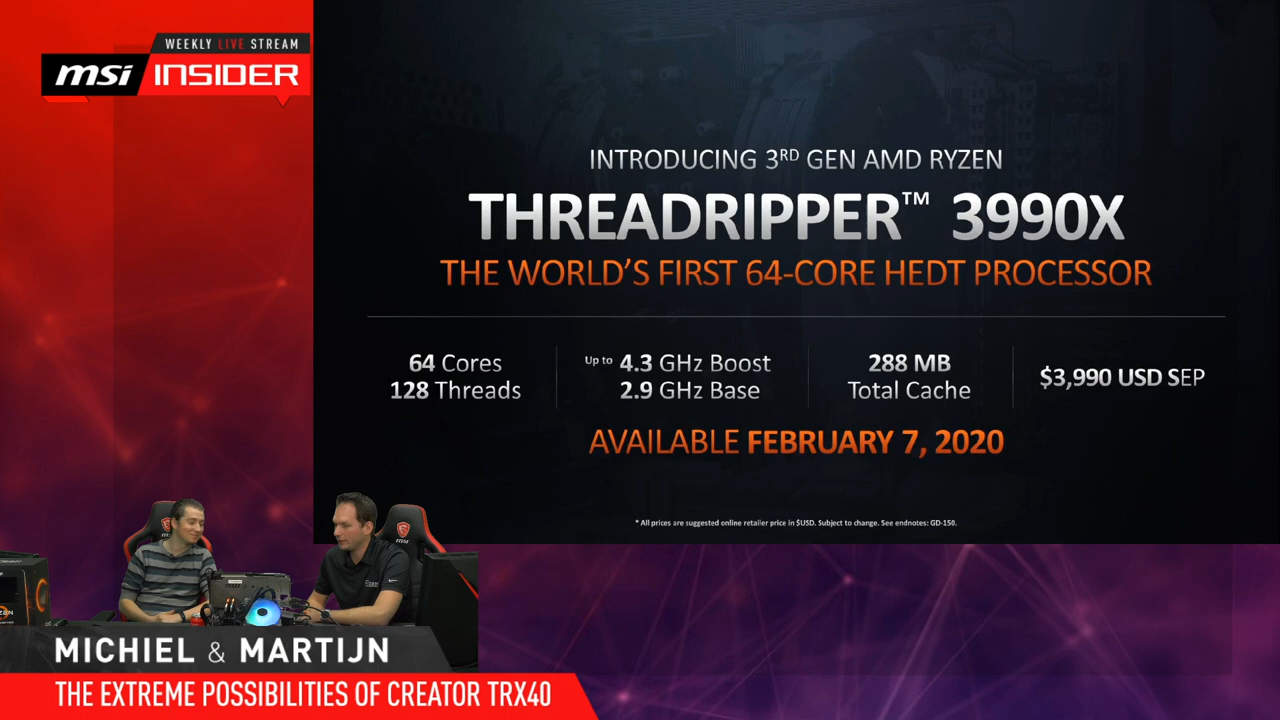 WEEKLY LIVE STREAM
msi INSIDER
INTRODUCING 3RD GEN AMD RYZEN
THREADRIPPER™ 3990X
THE WORLD'S FIRST 64-CORE HEDT PROCESSOR
64 Cores
128 Threads
Up to 4.3 GHz Boost
2.9 GHz Base
288 MB
Total Cache
$3,990 USD SEP
AVAILABLE FEBRUARY 7, 2020
* All prices are suggested online retailer price in $USD. Subject to change. See endnotes: GD-150.
msi
msi
MICHIEL & MARTIJN
THE EXTREME POSSIBILITIES OF CREATOR TRX40